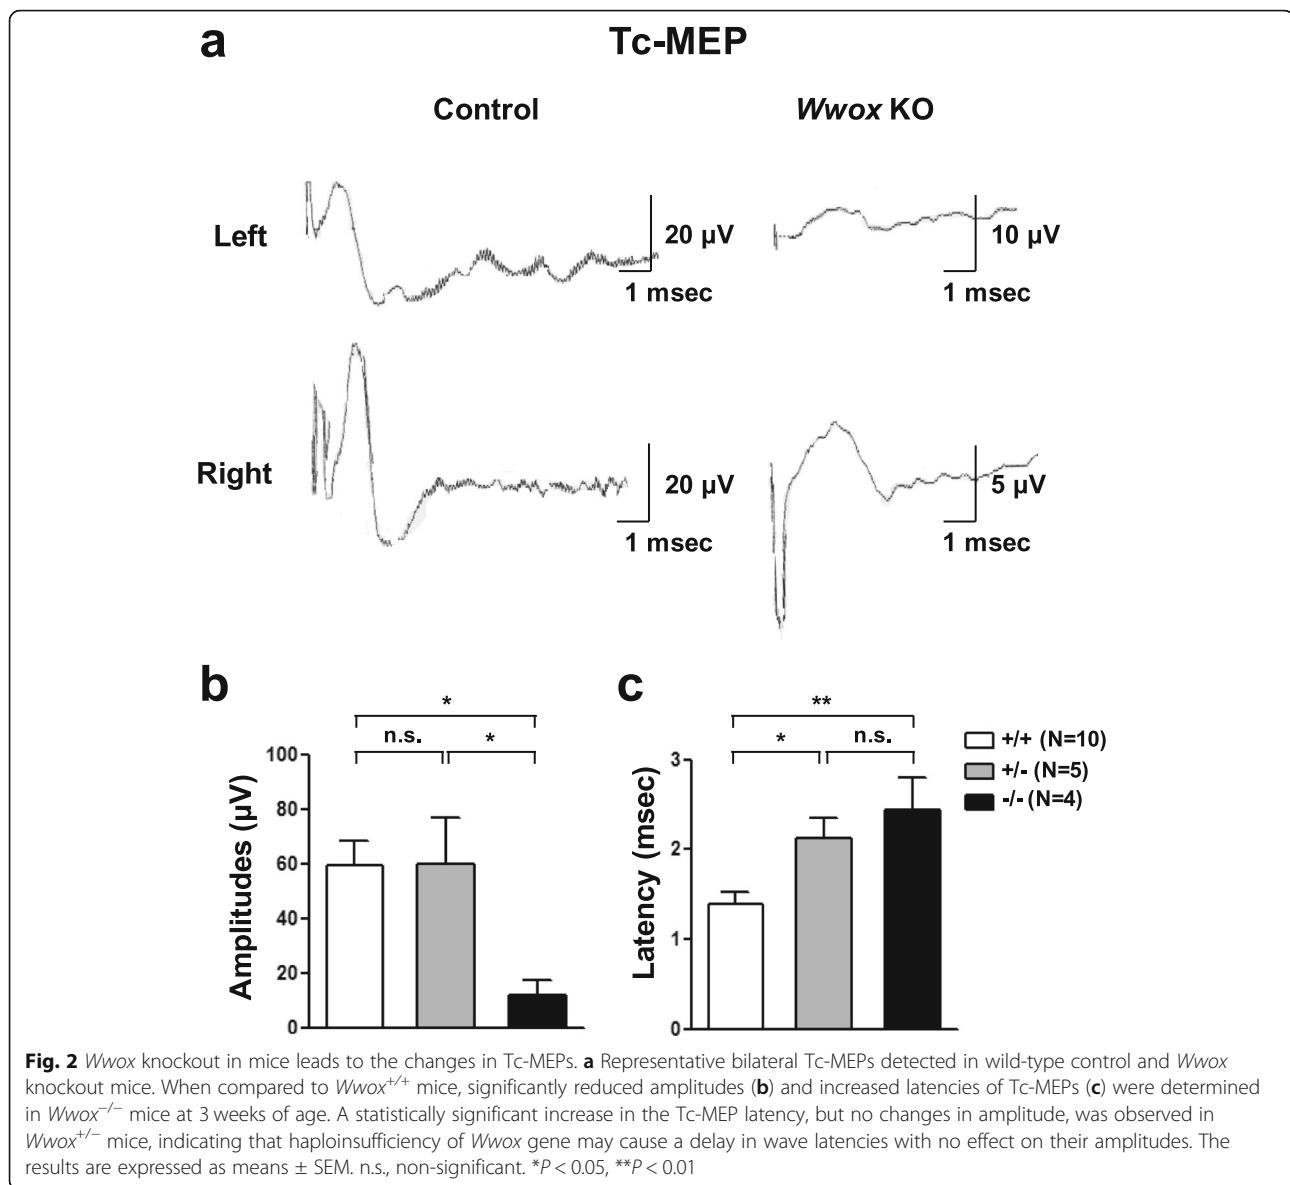 a
Tc-MEP
Control
Wwox KO
Left
20 µV
1 msec
10 µV
1 msec
Right
20 µV
1 msec
5 µV
1 msec
b
*
n.s.
*
Amplitudes (µV)
100
80
60
40
20
0
c
**
*
n.s.
Latency (msec)
3
2
1
0
+/+ (N=10)
+/- (N=5)
-/- (N=4)
Fig. 2 Wwox knockout in mice leads to the changes in Tc-MEPs. a Representative bilateral Tc-MEPs detected in wild-type control and Wwox
knockout mice. When compared to Wwox+/+ mice, significantly reduced amplitudes (b) and increased latencies of Tc-MEPs (c) were determined
in Wwox−/− mice at 3 weeks of age. A statistically significant increase in the Tc-MEP latency, but no changes in amplitude, was observed in
Wwox+/− mice, indicating that haploinsufficiency of Wwox gene may cause a delay in wave latencies with no effect on their amplitudes. The
results are expressed as means ± SEM. n.s., non-significant. *P < 0.05, **P < 0.01